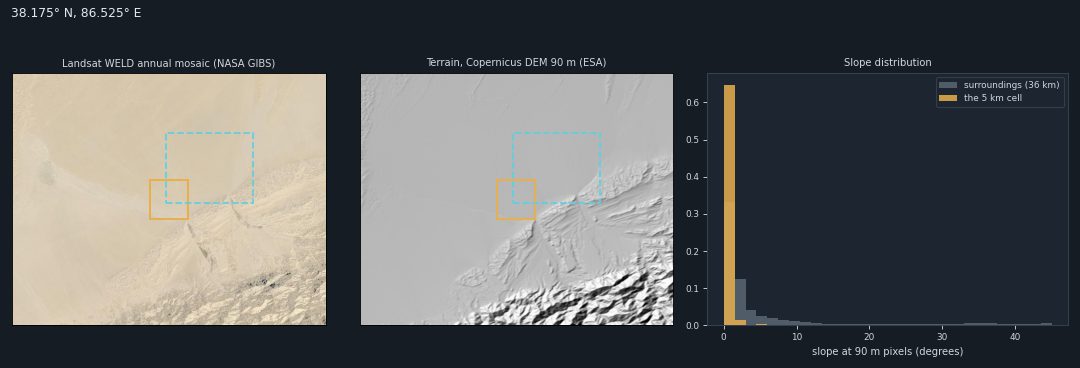 38.175° N, 86.525° E
Landsat WELD annual mosaic (NASA GIBS)
Terrain, Copernicus DEM 90 m (ESA)
Slope distribution
surroundings (36 km)
the 5 km cell
0.6
0.5
0.4
0.3
0.2
0.1
0.0
0 10 20 30 40
slope at 90 m pixels (degrees)